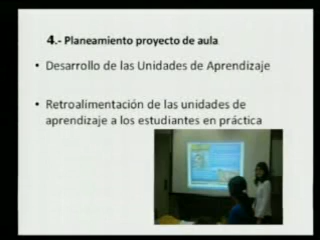 4.- Planeamiento proyecto de aula
• Desarrollo de las Unidades de Aprendizaje
• Retroalimentación de las unidades de
aprendizaje a los estudiantes en práctica